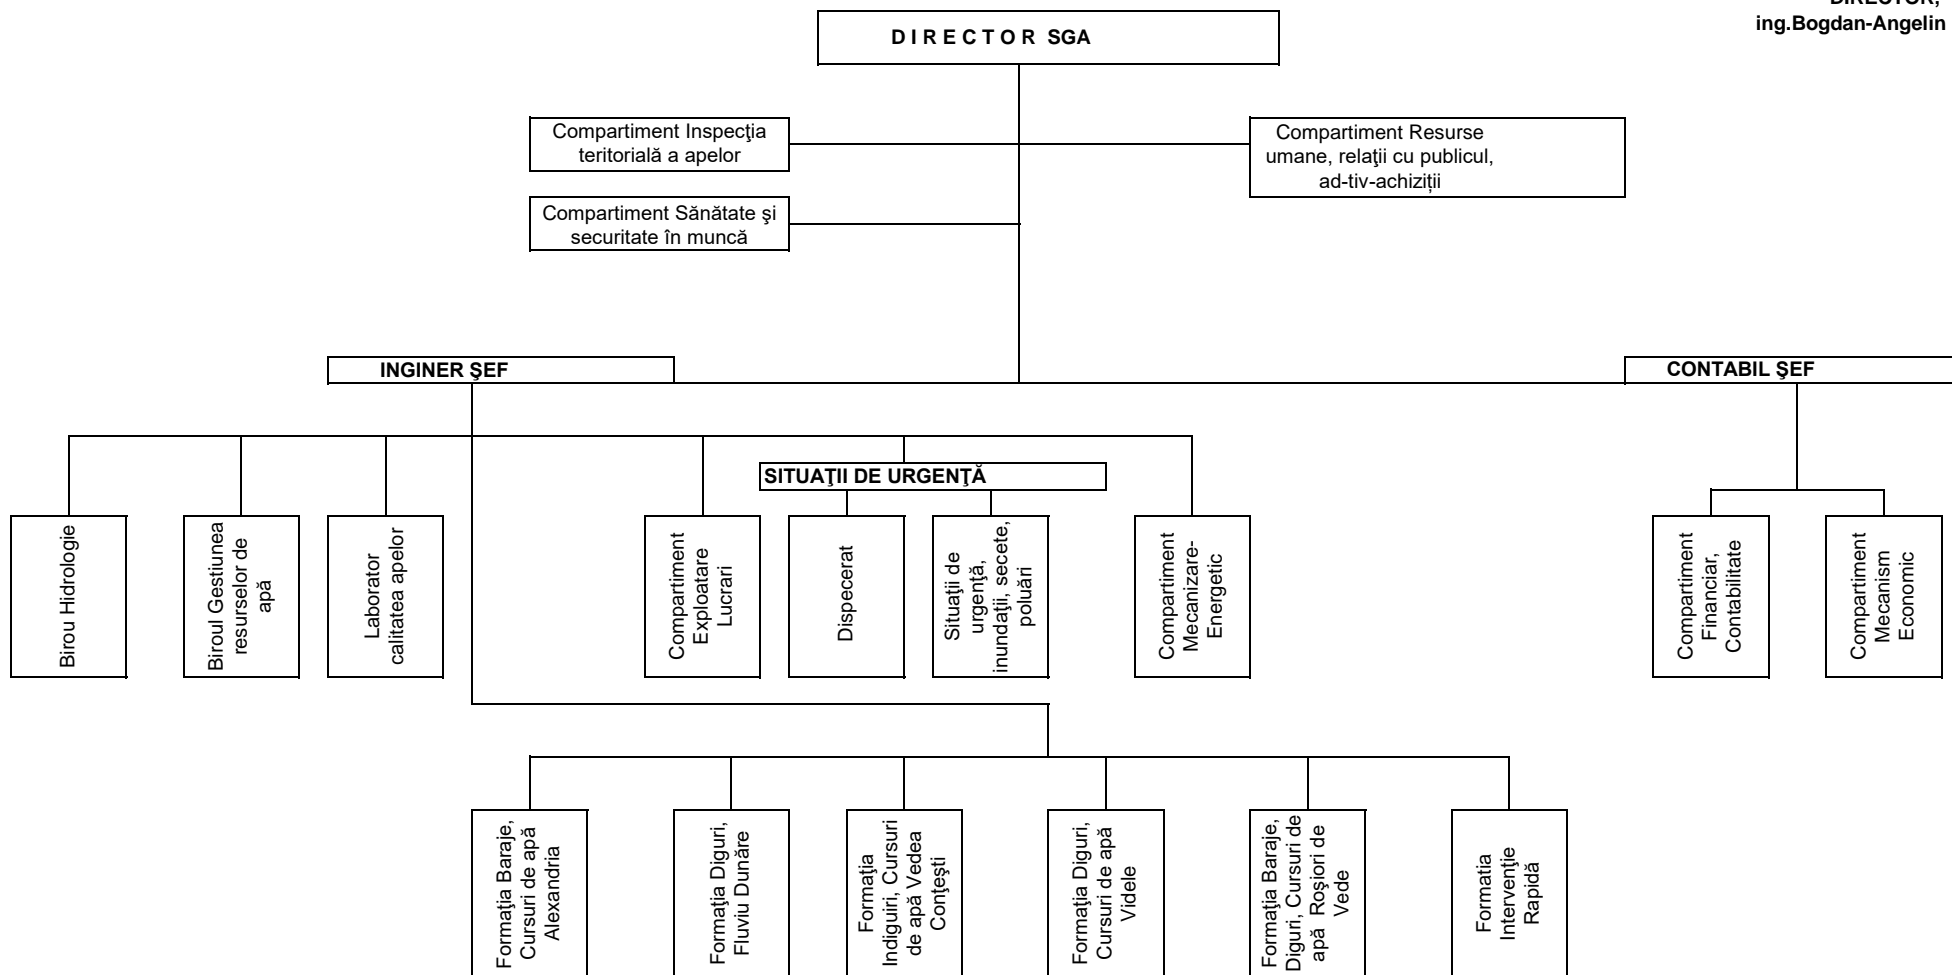 DIRECTOR,
ing.Bogdan-Angelin
D I R E C T O R SGA
Compartiment Inspecţia
teritorială a apelor
Compartiment Resurse
umane, relaţii cu publicul,
ad-tiv-achiziții
Compartiment Sănătate şi
securitate în muncă
INGINER ŞEF
CONTABIL ŞEF
SITUAŢII DE URGENŢĂ
Birou Hidrologie
Biroul Gestiunea
resurselor de
apă
Laborator
calitatea apelor
Compartiment
Exploatare
Lucrari
Dispecerat
Situaţii de
urgenţă,
inundaţii, secete,
poluări
Compartiment
Mecanizare-
Energetic
Compartiment
Financiar,
Contabilitate
Compartiment
Mecanism
Economic
Formaţia Baraje,
Cursuri de apă
Alexandria
Formaţia Diguri,
Fluviu Dunăre
Formaţia
Indiguiri, Cursuri
de apă Vedea
Conţeşti
Formaţia Diguri,
Cursuri de apă
Videle
Formaţia Baraje,
Diguri, Cursuri de
apă Roşiori de
Vede
Formatia
Intervenţie
Rapidă